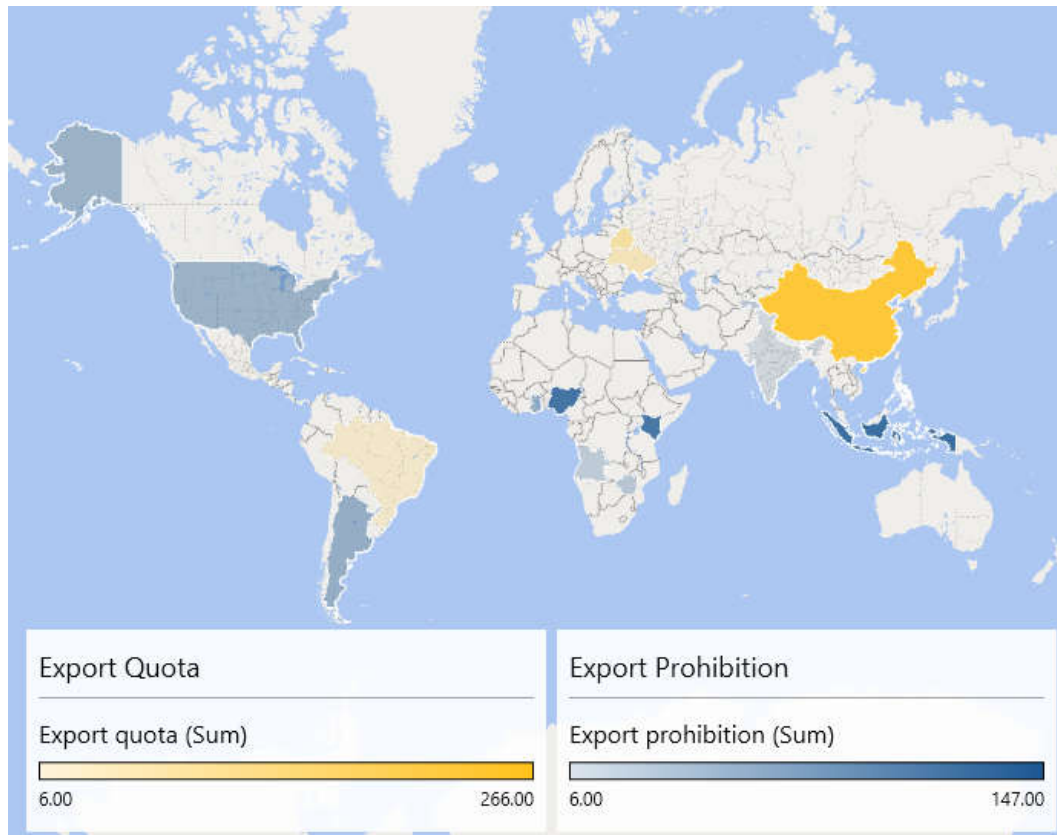 Export Quota
Export quota (Sum)
6.00 266.00
Export Prohibition
Export prohibition (Sum)
6.00 147.00